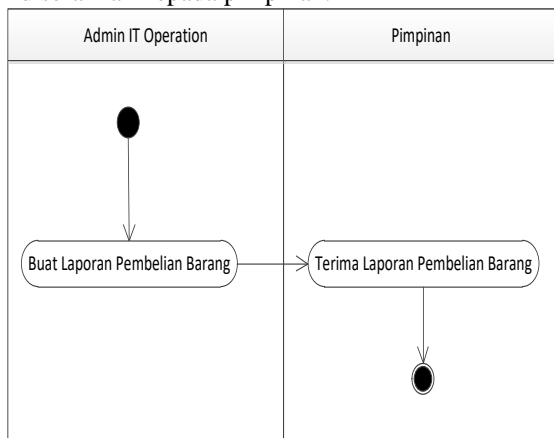 Admin IT Operation
Pimpinan
Buat Laporan Pembelian Barang
Terima Laporan Pembelian Barang